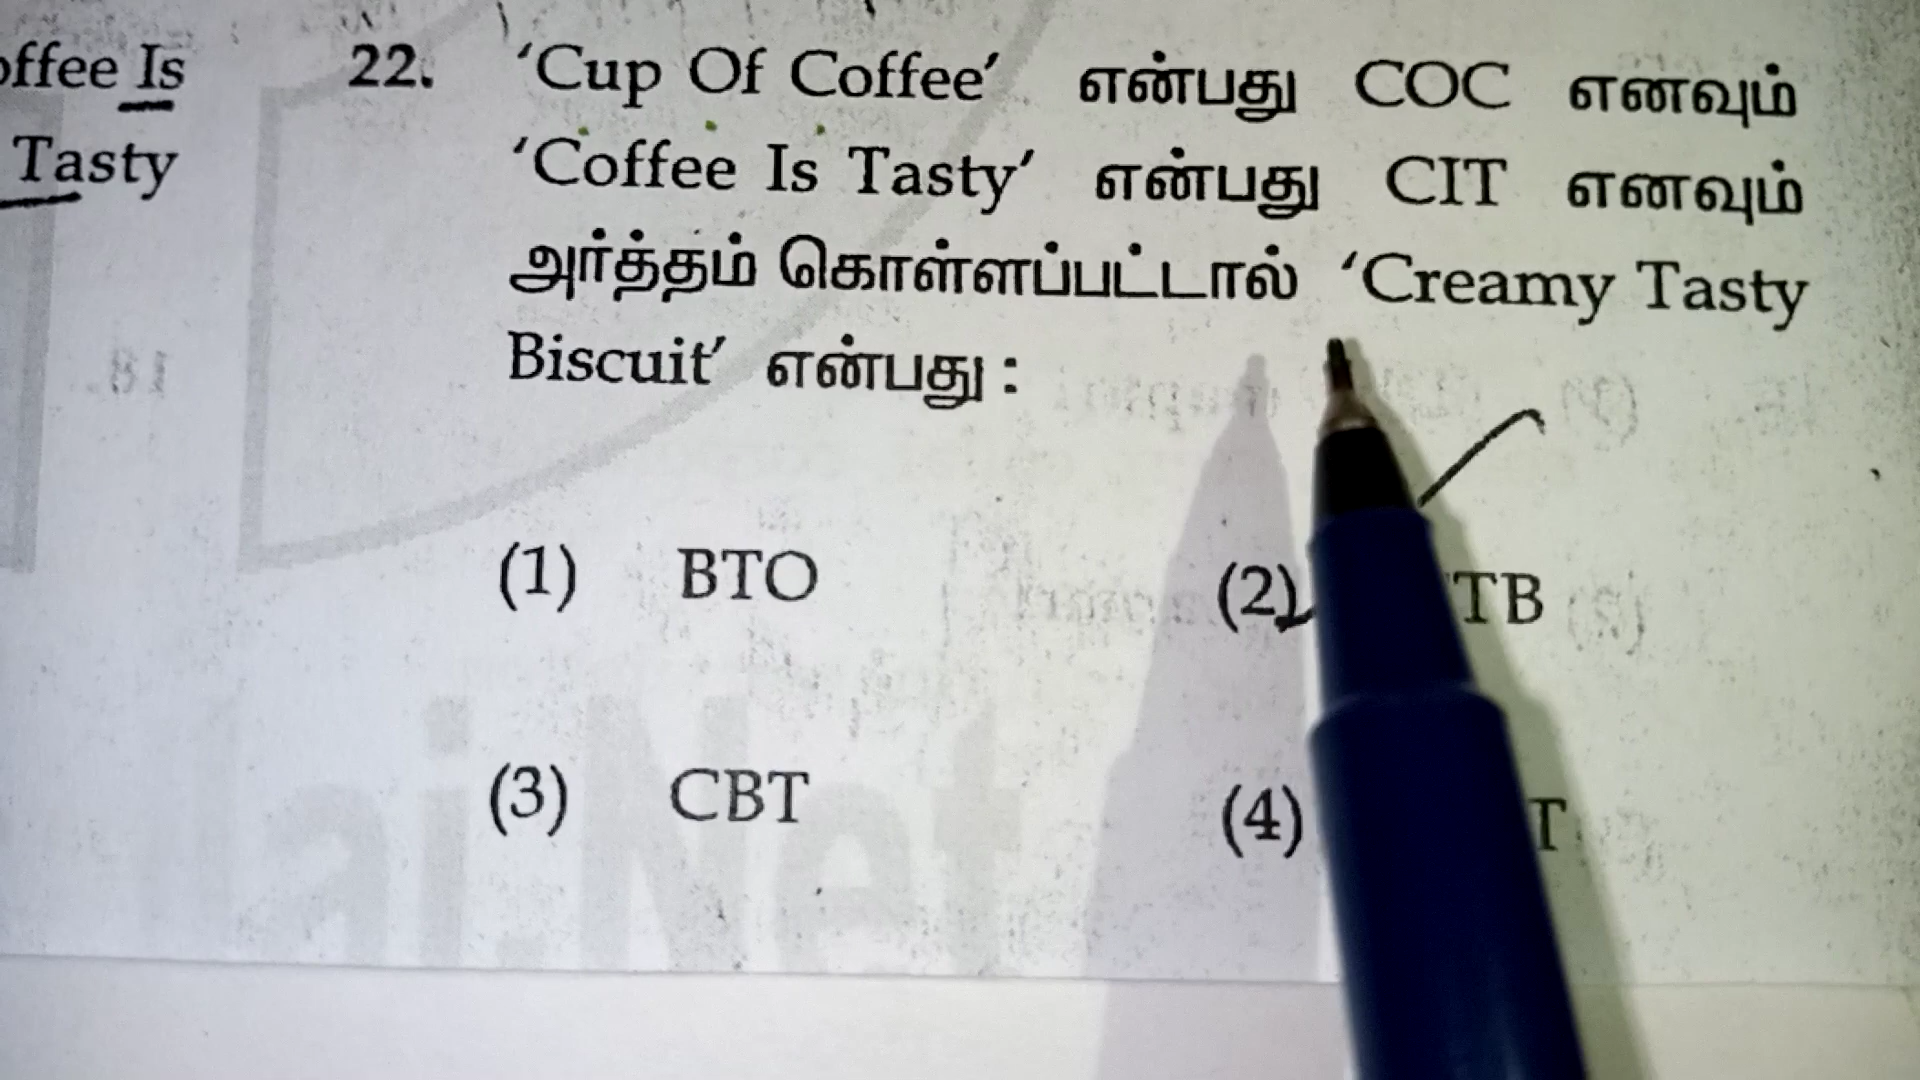 Is
Tasty
22. 'Cup Of Coffee' என்பது COC எனவும்
'Coffee Is Tasty' என்பது CIT எனவும்
அர்த்தம் கொள்ளப்பட்டால் 'Creamy Tasty
Biscuit' என்பது :
(1) BTO (2) TB
(3) CBT (4) T